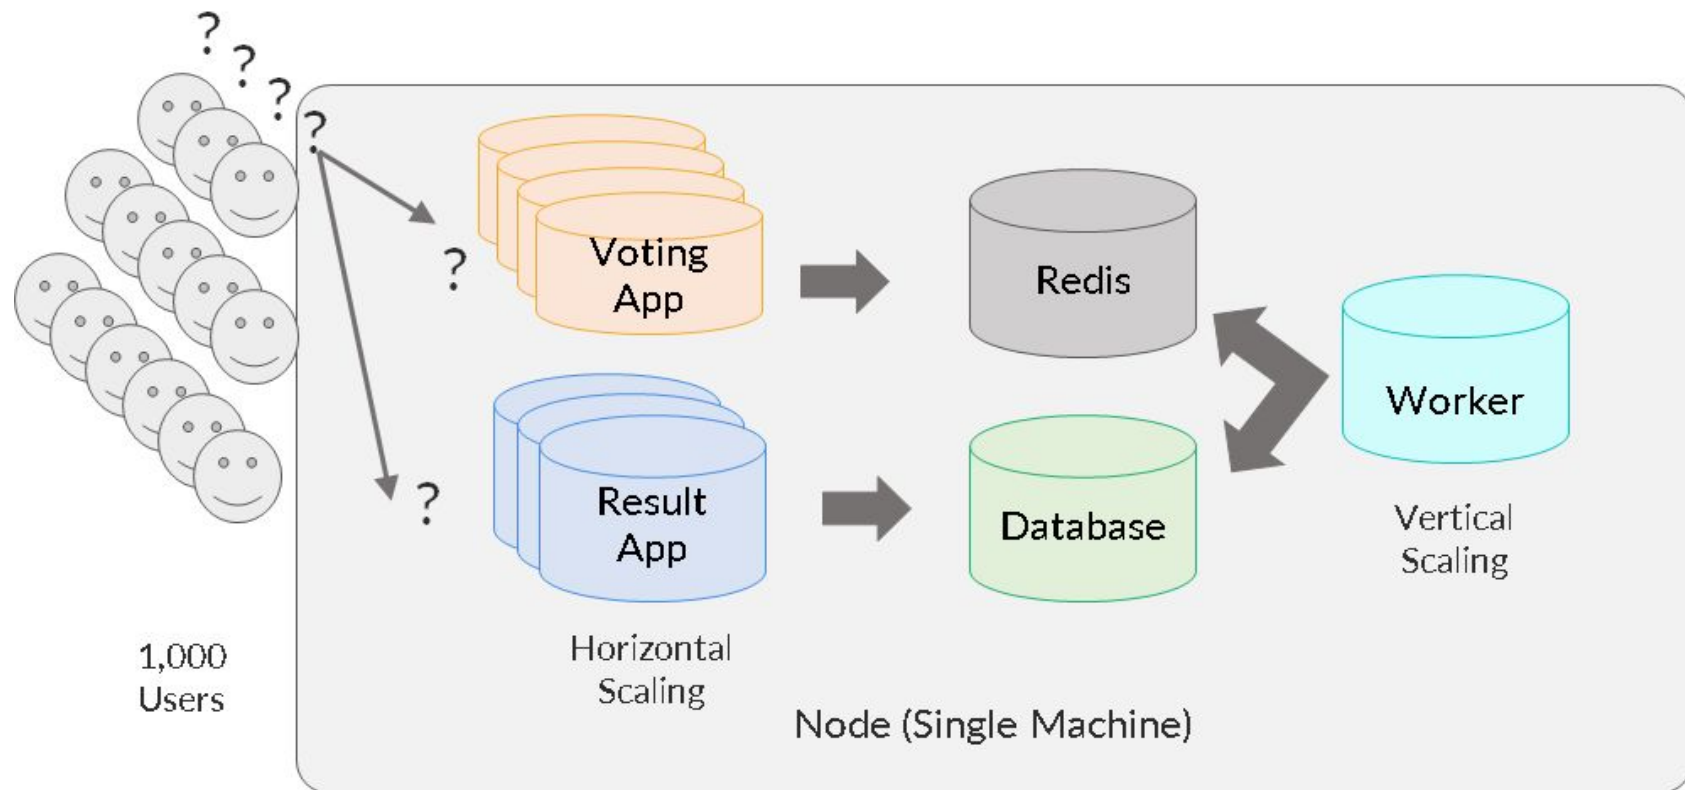 ?
?
?
?
?
Voting
App
Redis
Worker
?
Result
App
Database
Vertical
Scaling
1,000
Users
Horizontal
Scaling
Node (Single Machine)